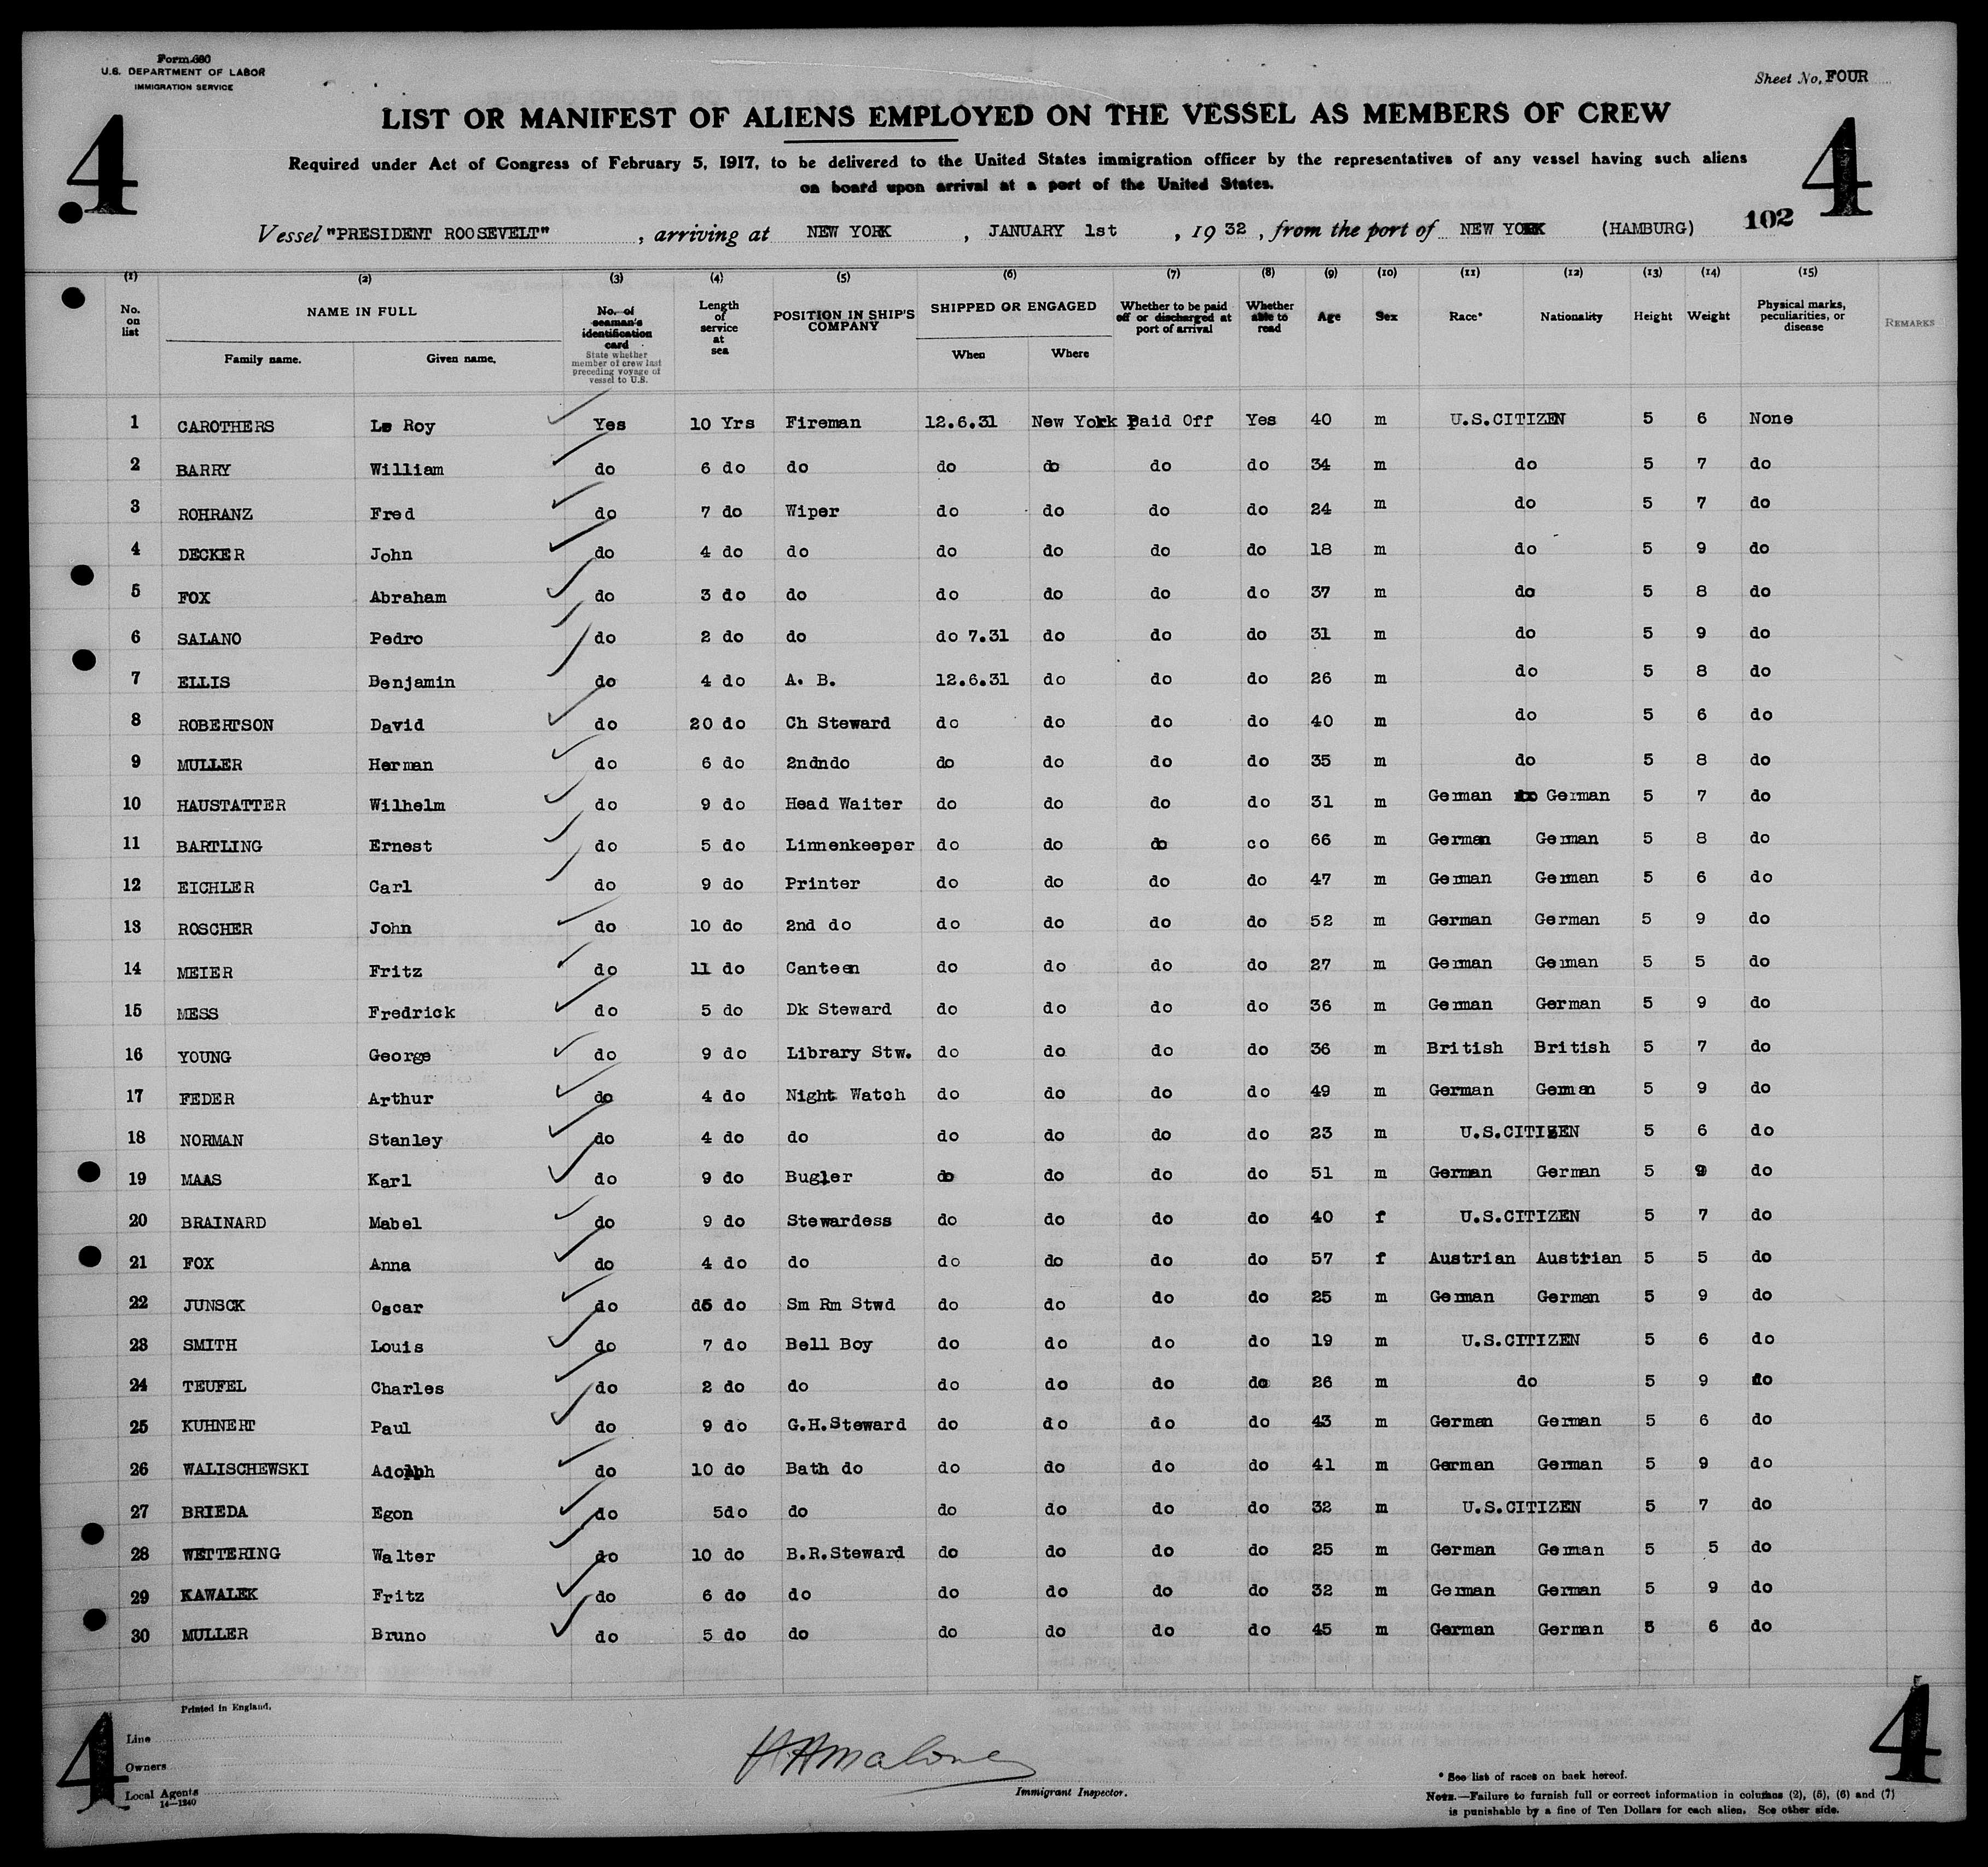 Form 680
U.S. DEPARTMENT OF LABOR
IMMIGRATION SERVICE
Sheet No. FOUR
4 4
LIST OR MANIFEST OF ALIENS EMPLOYED ON THE VESSEL AS MEMBERS OF CREW
Required under Act of Congress of February 5, 1917, to be delivered to the United States immigration officer by the representatives of any vessel having such aliens
on board upon arrival at a port of the United States.
102
Vessel "PRESIDENT ROOSEVELT" , arriving at NEW YORK , JANUARY 1st , 19 32 , from the port of NEW YORK (HAMBURG)
(1) (2) (3) (4) (5) (6) (7) (8) (9) (10) (11) (12) (13) (14) (15)
No. on list NAME IN FULL Family name. Given name. No. of seaman's identification card State whether member of crew last preceding voyage of vessel to U.S. Length of service at sea POSITION IN SHIP'S COMPANY SHIPPED OR ENGAGED When Where Whether to be paid off or discharged at port of arrival Whether able to read Age Sex Race* Nationality Height Weight Physical marks, peculiarities, or disease REMARKS
1 CAROTHERS Le Roy Yes 10 Yrs Fireman 12.6.31 New York Paid Off Yes 40 m U.S.CITIZEN 5 6 None
2 BARRY William do 6 do do do do do do 34 m do 5 7 do
3 ROHRANZ Fred do 7 do Wiper do do do do 24 m do 5 7 do
4 DECKER John do 4 do do do do do do 18 m do 5 9 do
5 FOX Abraham do 3 do do do do do do 37 m do 5 8 do
6 SALANO Pedro do 2 do do do 7.31 do do do 31 m do 5 9 do
7 ELLIS Benjamin do 4 do A. B. 12.6.31 do do do 26 m do 5 8 do
8 ROBERTSON David do 20 do Ch Steward do do do do 40 m do 5 6 do
9 MULLER Herman do 6 do 2ndndo do do do do 35 m do 5 8 do
10 HAUSTATTER Wilhelm do 9 do Head Waiter do do do do 31 m German German 5 7 do
11 BARTLING Ernest do 5 do Linnenkeeper do do do co 66 m German German 5 8 do
12 EICHLER Carl do 9 do Printer do do do do 47 m German German 5 6 do
13 ROSCHER John do 10 do 2nd do do do do do 52 m German German 5 9 do
14 MEIER Fritz do 11 do Canteen do do do do 27 m German German 5 5 do
15 MESS Fredrick do 5 do Dk Steward do do do do 36 m German German 5 9 do
16 YOUNG George do 9 do Library Stw. do do do do 36 m British British 5 7 do
17 FEDER Arthur do 4 do Night Watch do do do do 49 m German German 5 9 do
18 NORMAN Stanley do 4 do do do do do do 23 m U.S.CITIZEN 5 6 do
19 MAAS Karl do 9 do Bugler do do do do 51 m German German 5 9 do
20 BRAINARD Mabel do 9 do Stewardess do do do do 40 f U.S.CITIZEN 5 7 do
21 FOX Anna do 4 do do do do do do 57 f Austrian Austrian 5 5 do
22 JUNSCK Oscar do d5 do Sm Rm Stwd do do do do 25 m German German 5 9 do
23 SMITH Louis do 7 do Bell Boy do do do do 19 m U.S.CITIZEN 5 6 do
24 TEUFEL Charles do 2 do do do do do do 26 m do 5 9 do
25 KUHNERT Paul do 9 do G.H.Steward do do do do 43 m German German 5 6 do
26 WALISCHEWSKI Adolph do 10 do Bath do do do do do 41 m German German 5 9 do
27 BRIEDA Egon do 5do do do do do do 32 m U.S.CITIZEN 5 7 do
28 WETTERING Walter do 10 do B.R.Steward do do do do 25 m German German 5 5 do
29 KAWALEK Fritz do 6 do do do do do do 32 m German German 5 9 do
30 MULLER Bruno do 5 do do do do do do 45 m German German 5 6 do
Printed in England.
4 4
Line
Owners
Local Agents
14—1240
HHMalone
Immigrant Inspector.
* See list of races on back hereof.
NOTE.—Failure to furnish full or correct information in columns (2), (5), (6) and (7)
is punishable by a fine of Ten Dollars for each alien. See other side.